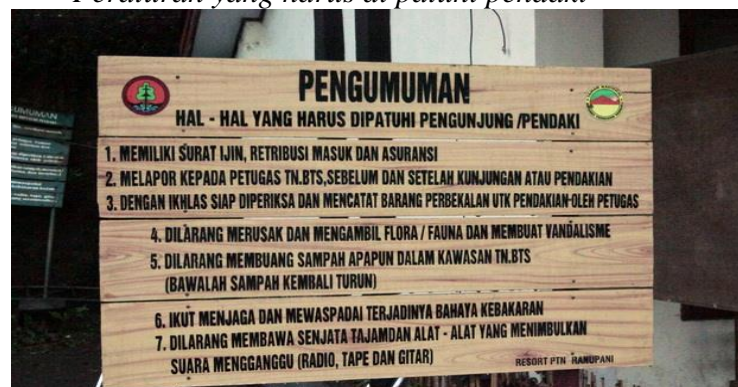 Peraturan yang harus di patuhi pendaki
PENGUMUMAN
HAL - HAL YANG HARUS DIPATUHI PENGUNJUNG /PENDAKI
1. MEMILIKI SURAT IJIN, RETRIBUSI MASUK DAN ASURANSI
2. MELAPOR KEPADA PETUGAS TN.BTS,SEBELUM DAN SETELAH KUNJUNGAN ATAU PENDAKIAN
3. DENGAN IKHLAS SIAP DIPERIKSA DAN MENCATAT BARANG PERBEKALAN UTK PENDAKIAN OLEH PETUGAS
4. DILARANG MERUSAK DAN MENGAMBIL FLORA / FAUNA DAN MEMBUAT VANDALISME
5. DILARANG MEMBUANG SAMPAH APAPUN DALAM KAWASAN TN.BTS
(BAWALAH SAMPAH KEMBALI TURUN)
6. IKUT MENJAGA DAN MEWASPADAI TERJADINYA BAHAYA KEBAKARAN
7. DILARANG MEMBAWA SENJATA TAJAMDAN ALAT - ALAT YANG MENIMBULKAN
SUARA MENGGANGGU (RADIO, TAPE DAN GITAR)
RESORT PTN RANUPANI